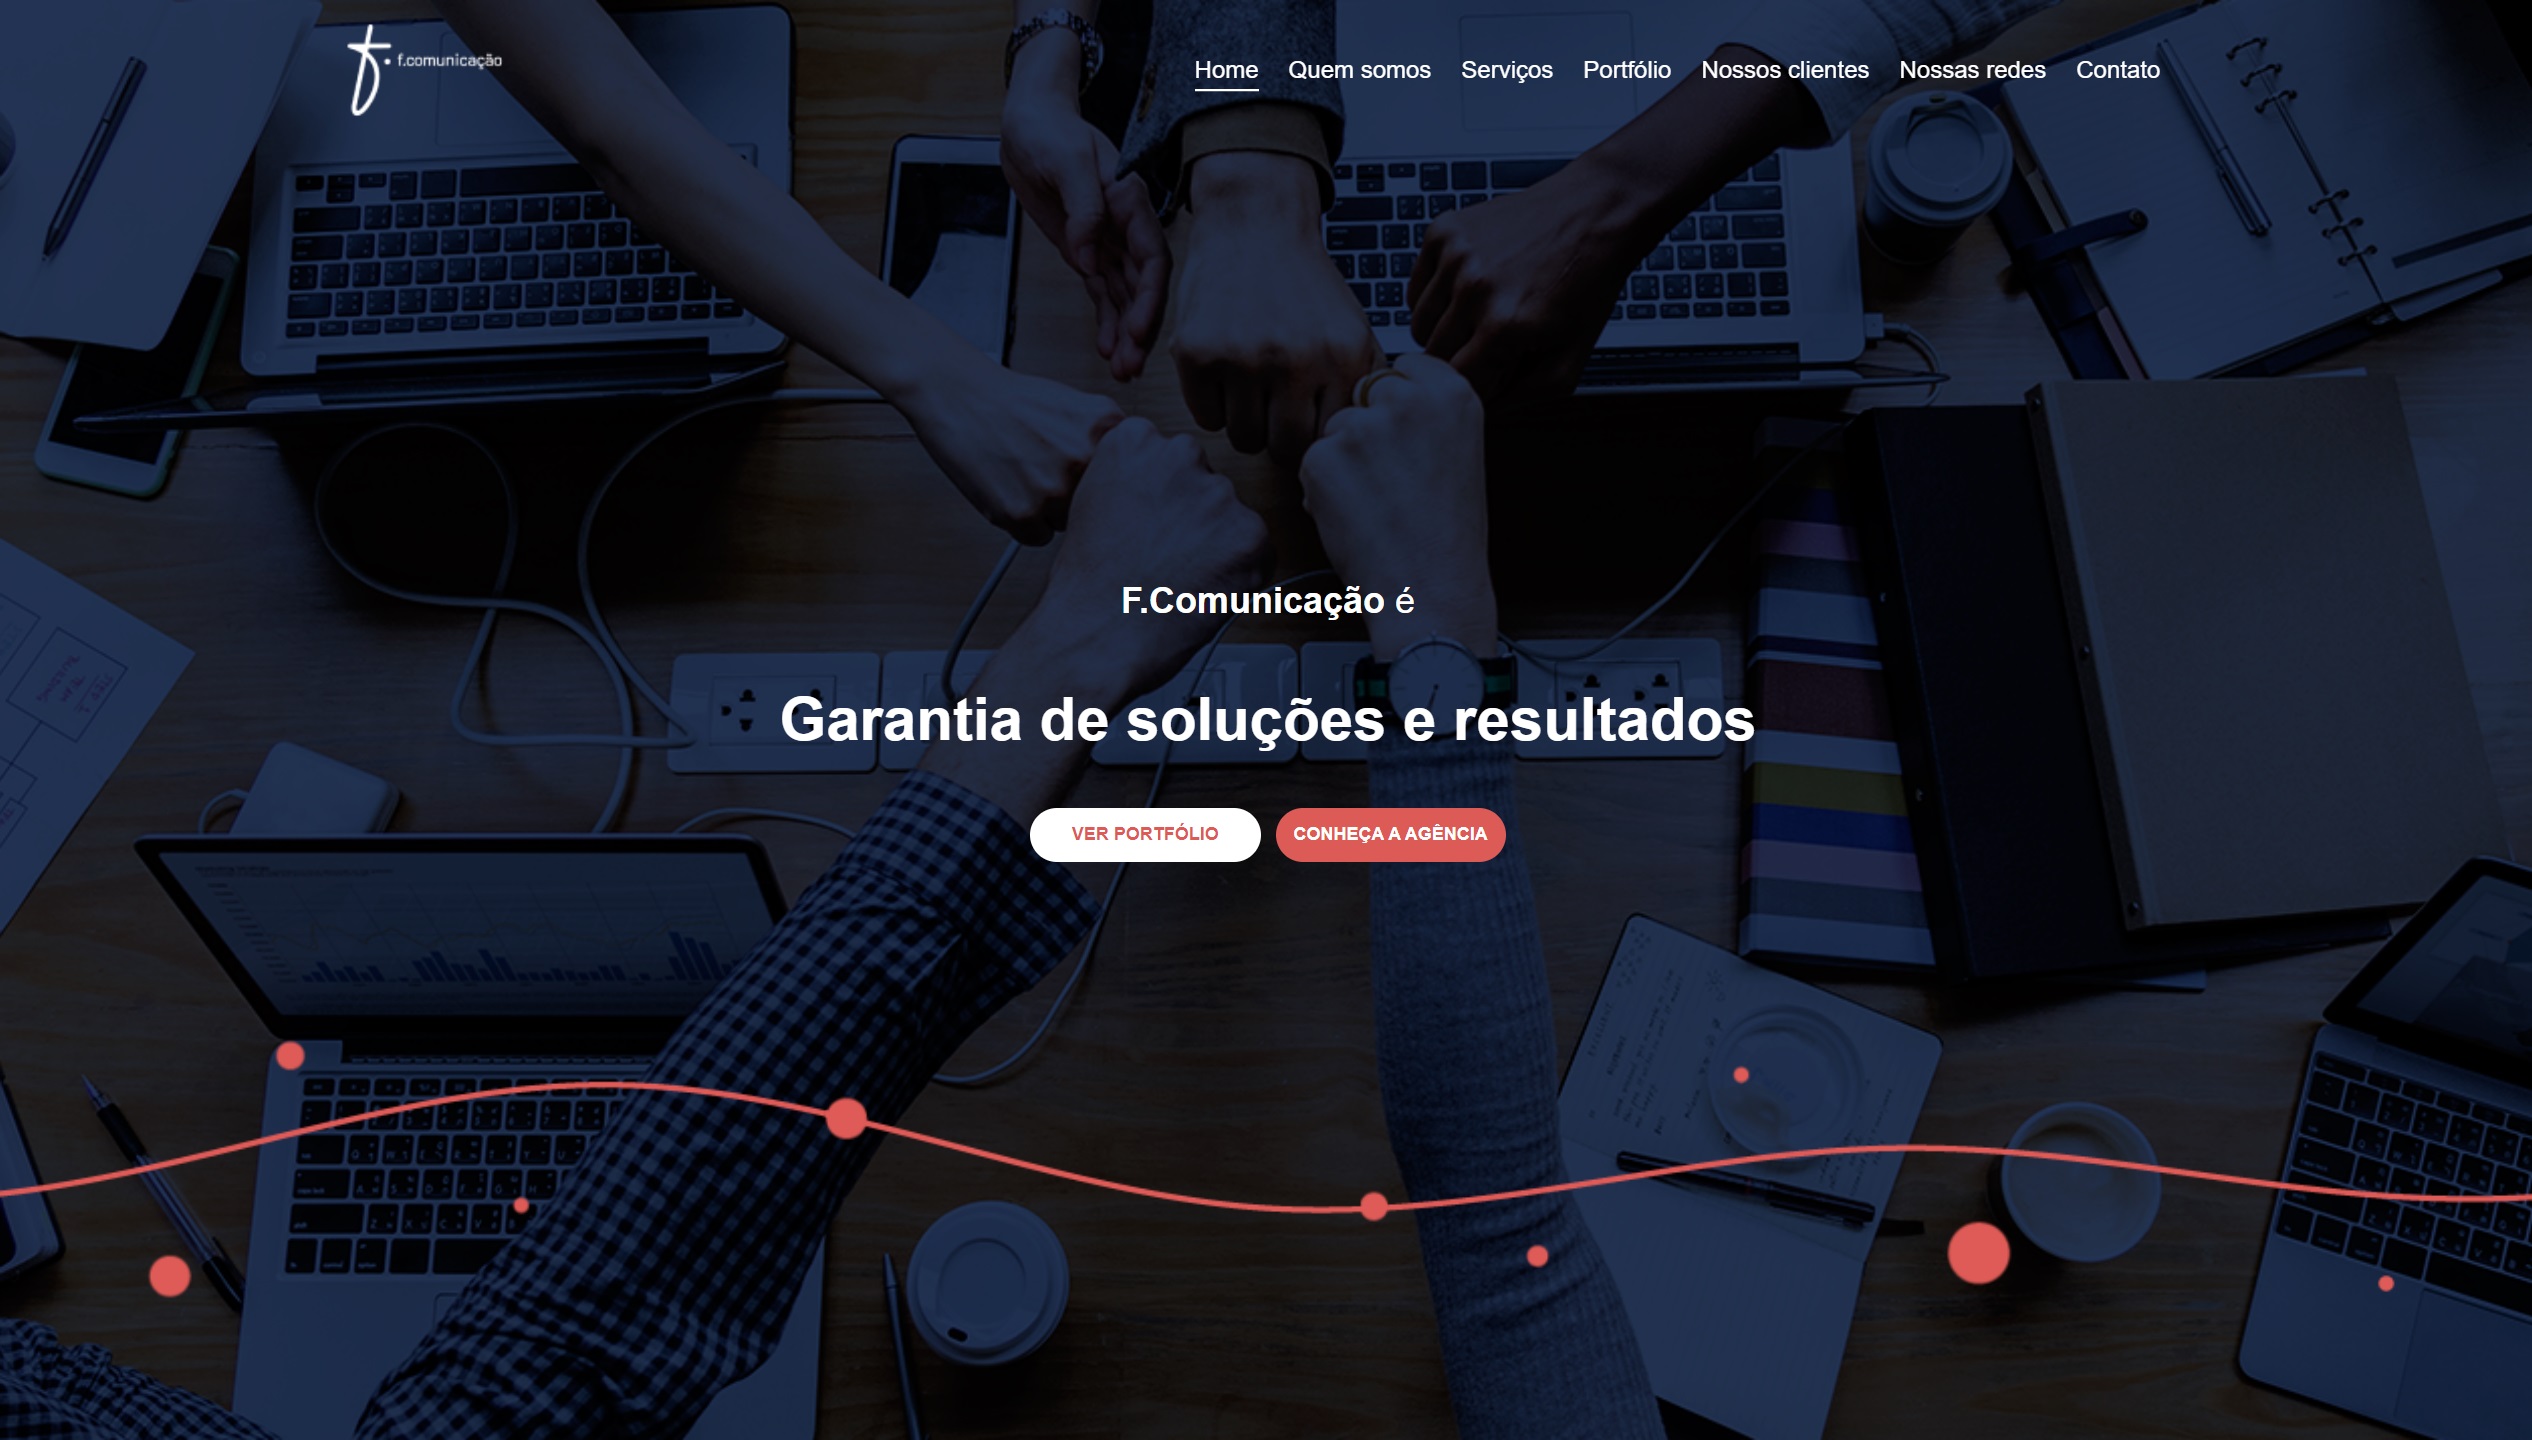 f.comunicação
Home Quem somos Serviços Portfólio Nossos clientes Nossas redes Contato
F.Comunicação é
Garantia de soluções e resultados
VER PORTFÓLIO CONHEÇA A AGÊNCIA